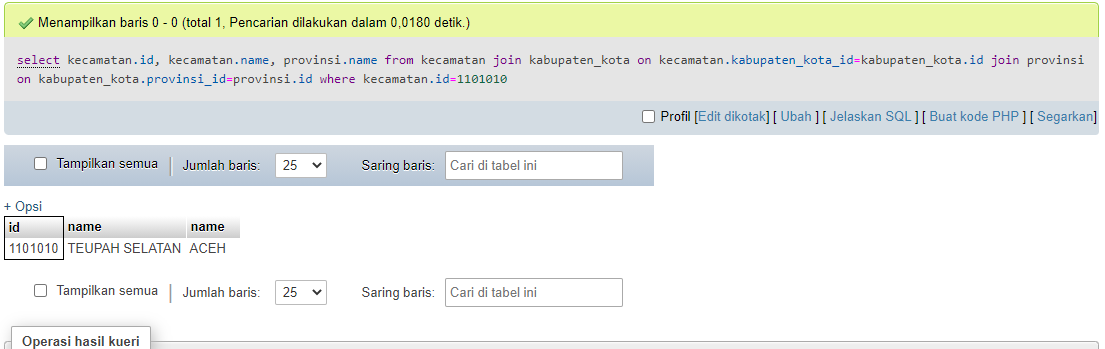 Menampilkan baris 0 - 0 (total 1, Pencarian dilakukan dalam 0,0180 detik.)
select kecamatan.id, kecamatan.name, provinsi.name from kecamatan join kabupaten_kota on kecamatan.kabupaten_kota_id=kabupaten_kota.id join provinsi
on kabupaten_kota.provinsi_id=provinsi.id where kecamatan.id=1101010
Profil [Edit dikotak] [ Ubah ] [ Jelaskan SQL ] [ Buat kode PHP ] [ Segarkan]
Tampilkan semua | Jumlah baris: 25 Saring baris: Cari di tabel ini
+ Opsi
id name name
1101010 TEUPAH SELATAN ACEH
Tampilkan semua | Jumlah baris: 25 Saring baris: Cari di tabel ini
Operasi hasil kueri